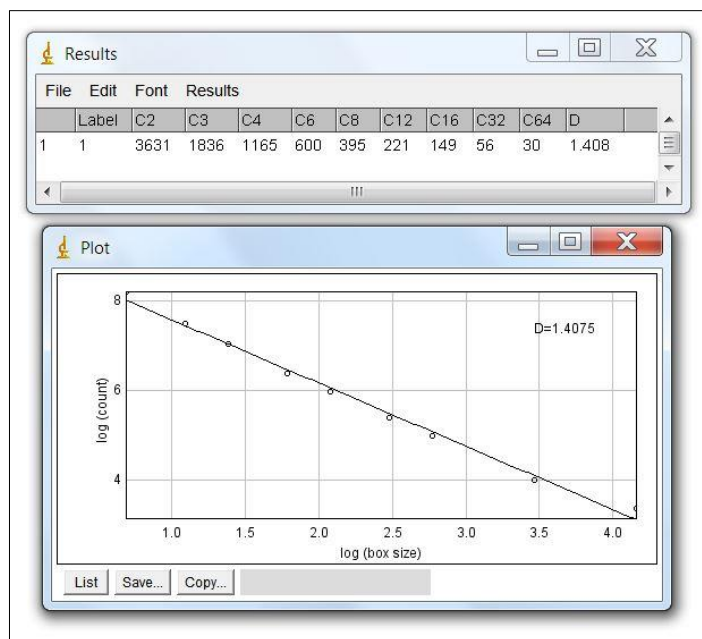 Results
File Edit Font Results
Label C2 C3 C4 C6 C8 C12 C16 C32 C64 D
1 1 3631 1836 1165 600 395 221 149 56 30 1.408
Plot
8
D=1.4075
6
log (count)
4
1.0 1.5 2.0 2.5 3.0 3.5 4.0
log (box size)
List Save... Copy...